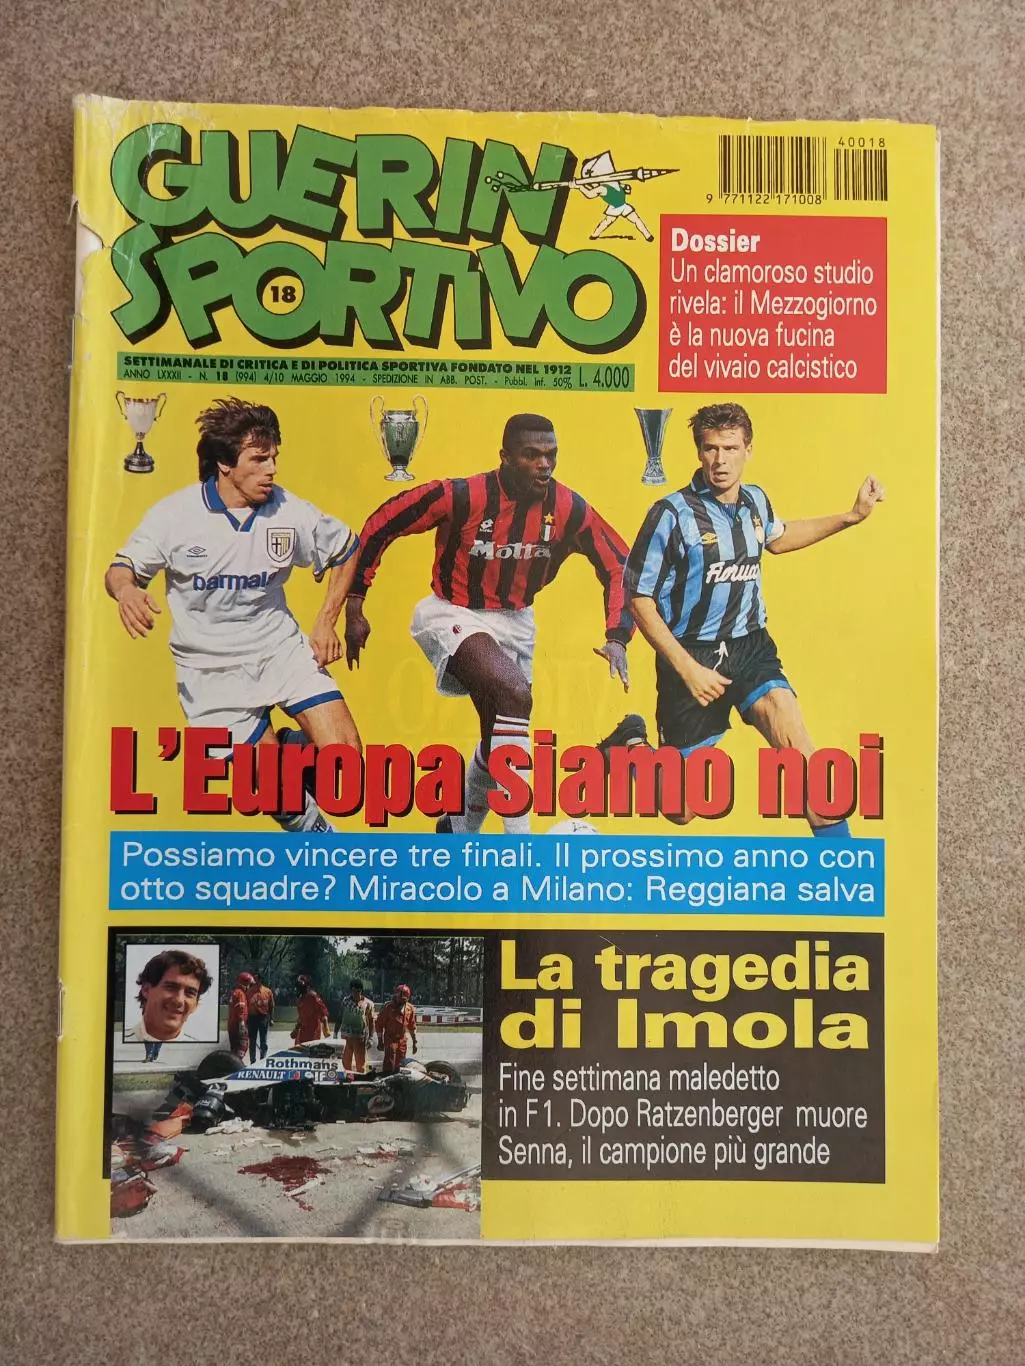 GUERIN
SPORTIVO
18
40018
9 771122 171008
Dossier
Un clamoroso studio
rivela: il Mezzogiorno
è la nuova fucina
del vivaio calcistico
SETTIMANALE DI CRITICA E DI POLITICA SPORTIVA FONDATO NEL 1912
ANNO LXXXII - N. 18 (994) 4/10 MAGGIO 1994 - SPEDIZIONE IN ABB. POST. - Pubbl. inf. 50% L. 4.000
parmala
Motta
Fioruc
L'Europa siamo noi
Possiamo vincere tre finali. Il prossimo anno con
otto squadre? Miracolo a Milano: Reggiana salva
La tragedia
di Imola
Fine settimana maledetto
in F1. Dopo Ratzenberger muore
Senna, il campione più grande
Rothmans
RENAULT elf